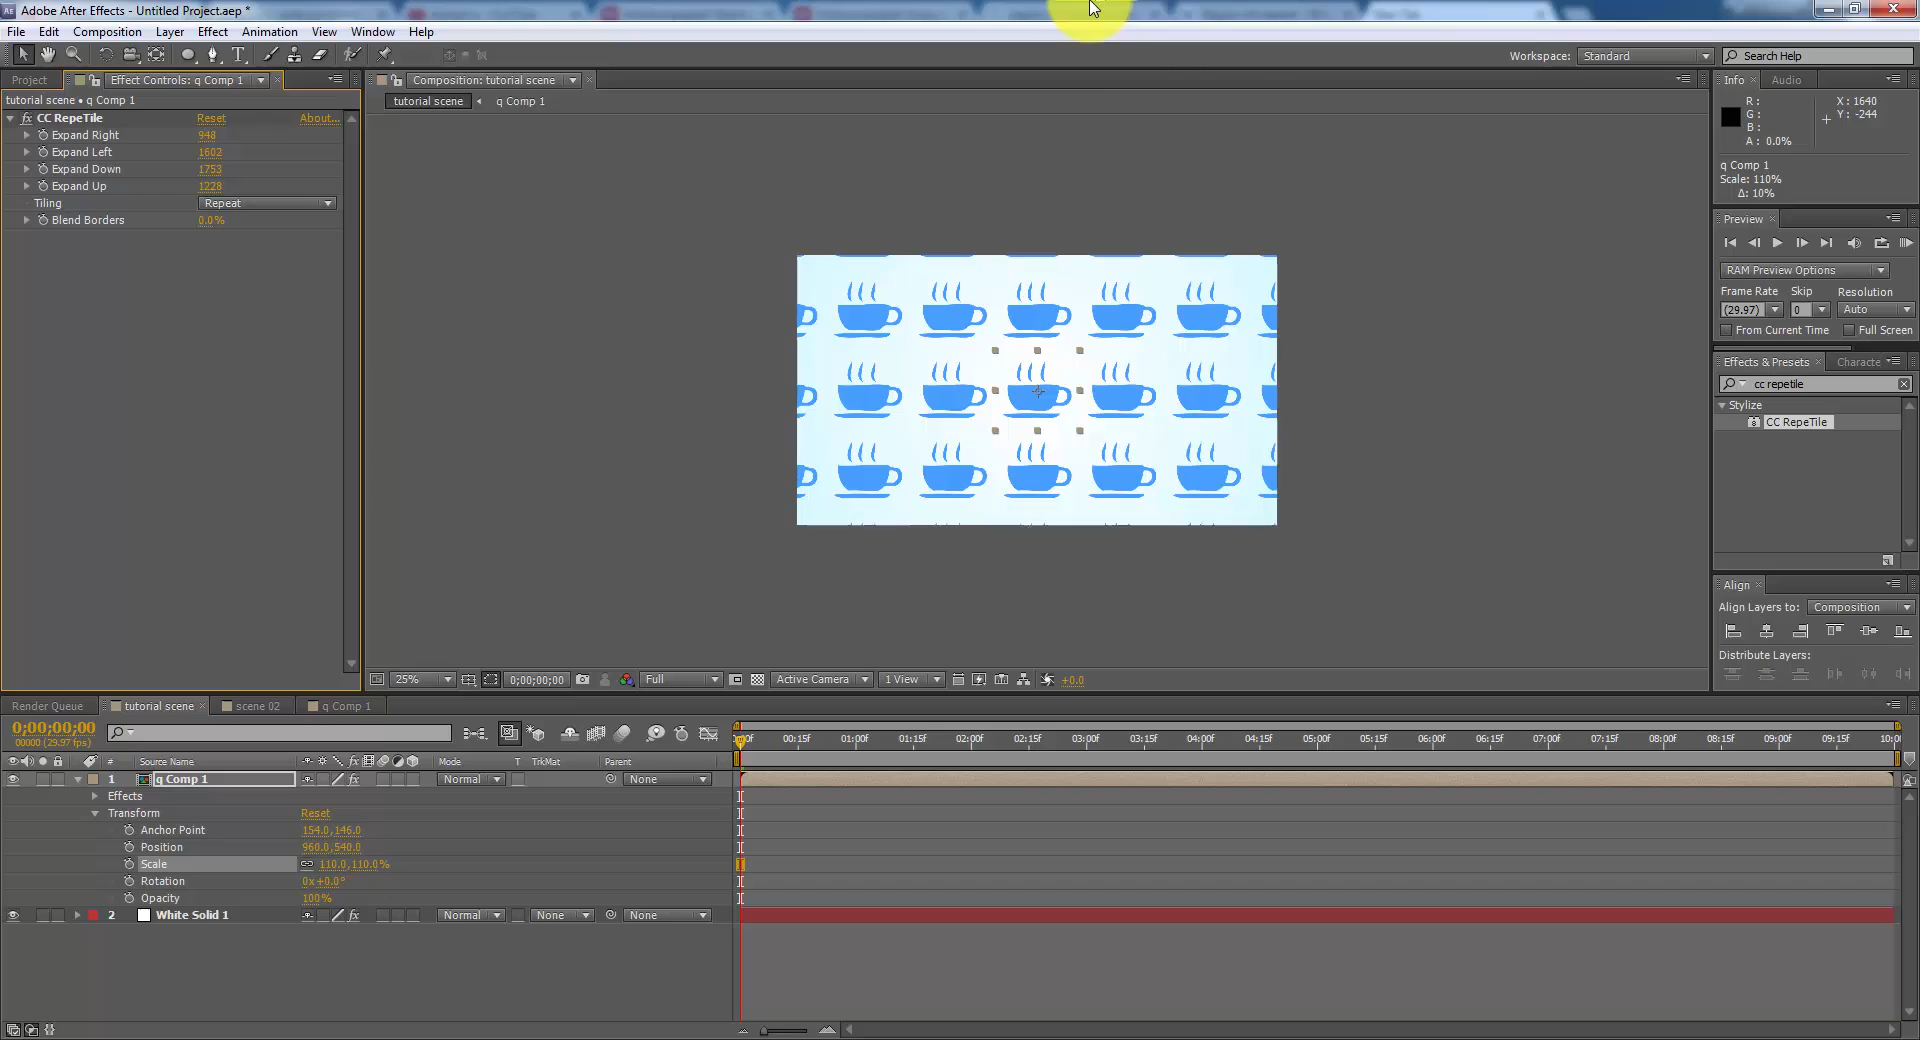 Adobe After Effects - Untitled Project.aep *
File Edit Composition Layer Effect Animation View Window Help
Workspace: Standard Search Help
Project Effect Controls: q Comp 1 Composition: tutorial scene Info Audio
tutorial scene • q Comp 1
tutorial scene q Comp 1
fx CC RepeTile Reset About...
Expand Right 948
Expand Left 1602
Expand Down 1753
Expand Up 1228
Tiling Repeat
Blend Borders 0.0%
R :
G :
B :
A : 0.0%
X : 1640
Y : -244
q Comp 1
Scale: 110%
Δ: 10%
Preview
RAM Preview Options
Frame Rate Skip Resolution
(29.97) 0 Auto
From Current Time Full Screen
Effects & Presets Characte
cc repetile
Stylize
CC RepeTile
Align
Align Layers to: Composition
Distribute Layers:
25% 0;00;00;00 Full Active Camera 1 View +0.0
Render Queue tutorial scene scene 02 q Comp 1
0;00;00;00
00000 (29.97 fps)
00:15f 01:00f 01:15f 02:00f 02:15f 03:00f 03:15f 04:00f 04:15f 05:00f 05:15f 06:00f 06:15f 07:00f 07:15f 08:00f 08:15f 09:00f 09:15f 10:00
# Source Name fx Mode T TrkMat Parent
1 q Comp 1 fx Normal None
Effects
Transform Reset
Anchor Point 154.0,146.0
Position 960.0,540.0
Scale 110.0,110.0%
Rotation 0x+0.0°
Opacity 100%
2 White Solid 1 fx Normal None None